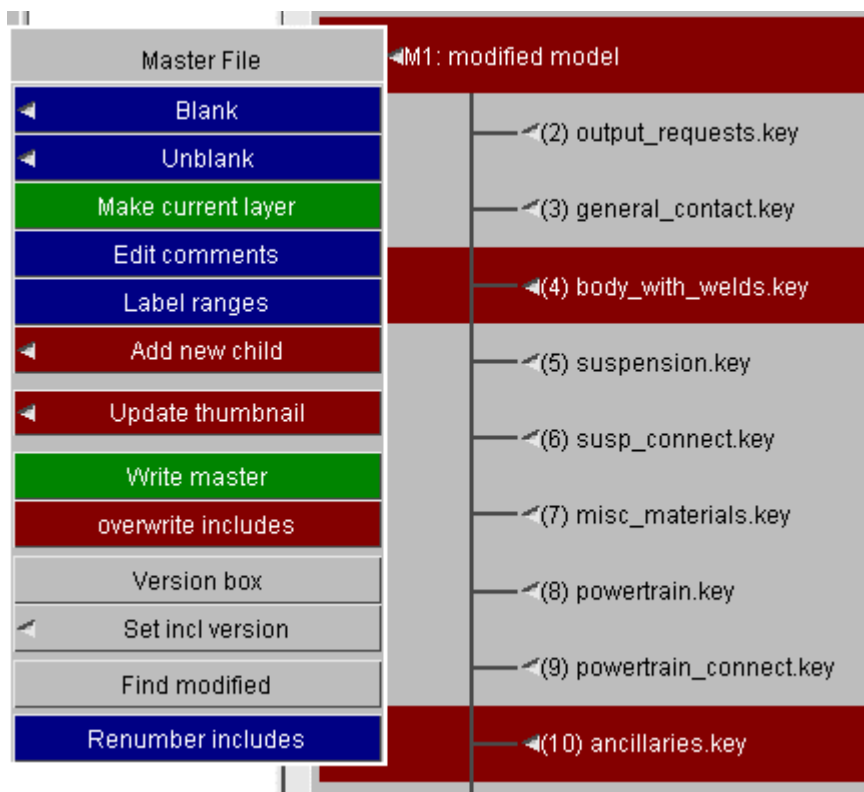 Master File
Blank
Unblank
Make current layer
Edit comments
Label ranges
Add new child
Update thumbnail
Write master
overwrite includes
Version box
Set incl version
Find modified
Renumber includes
M1: modified model
(2) output_requests.key
(3) general_contact.key
(4) body_with_welds.key
(5) suspension.key
(6) susp_connect.key
(7) misc_materials.key
(8) powertrain.key
(9) powertrain_connect.key
(10) ancillaries.key